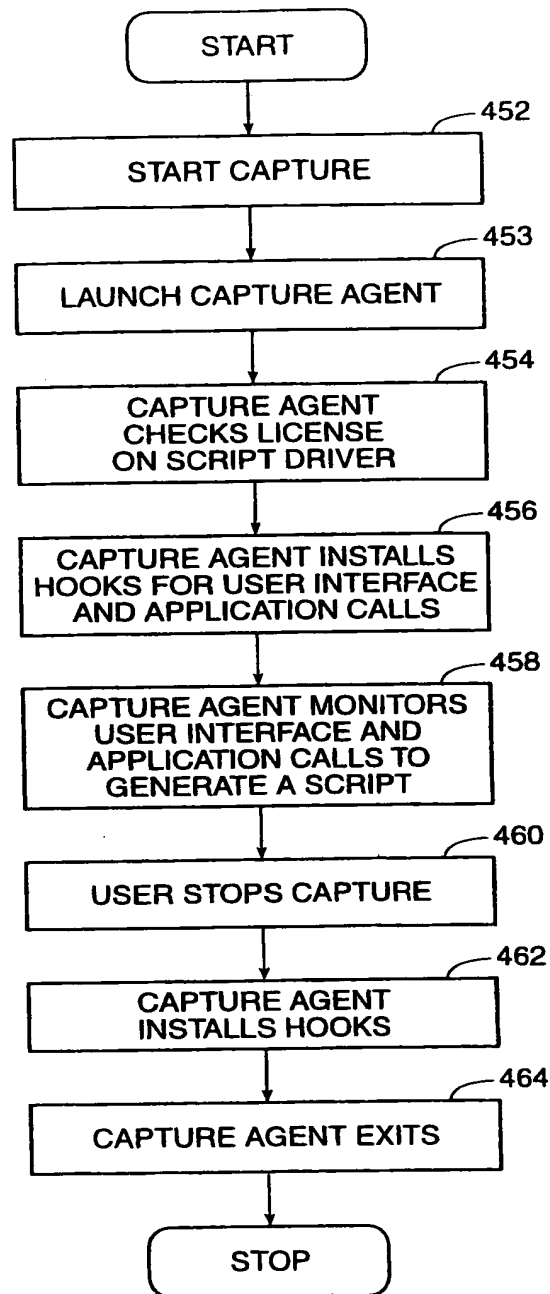 START
452
START CAPTURE
453
LAUNCH CAPTURE AGENT
454
CAPTURE AGENT
CHECKS LICENSE
ON SCRIPT DRIVER
456
CAPTURE AGENT INSTALLS
HOOKS FOR USER INTERFACE
AND APPLICATION CALLS
458
CAPTURE AGENT MONITORS
USER INTERFACE AND
APPLICATION CALLS TO
GENERATE A SCRIPT
460
USER STOPS CAPTURE
462
CAPTURE AGENT
INSTALLS HOOKS
464
CAPTURE AGENT EXITS
STOP